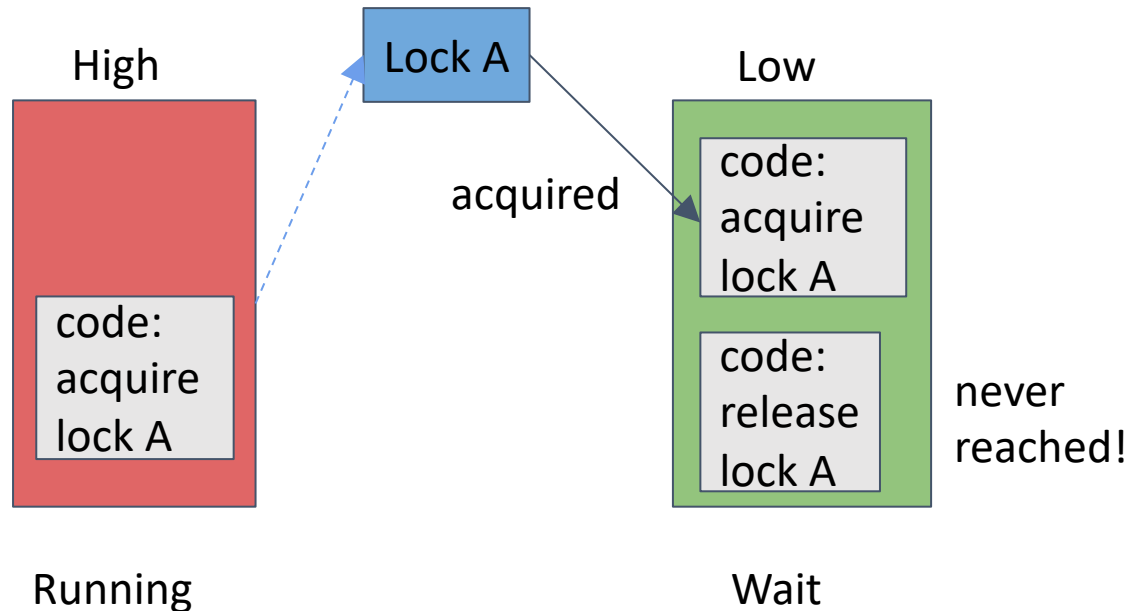 High
Lock A
Low
acquired
code:
acquire
lock A
code:
acquire
lock A
code:
release
lock A
never
reached!
Running
Wait